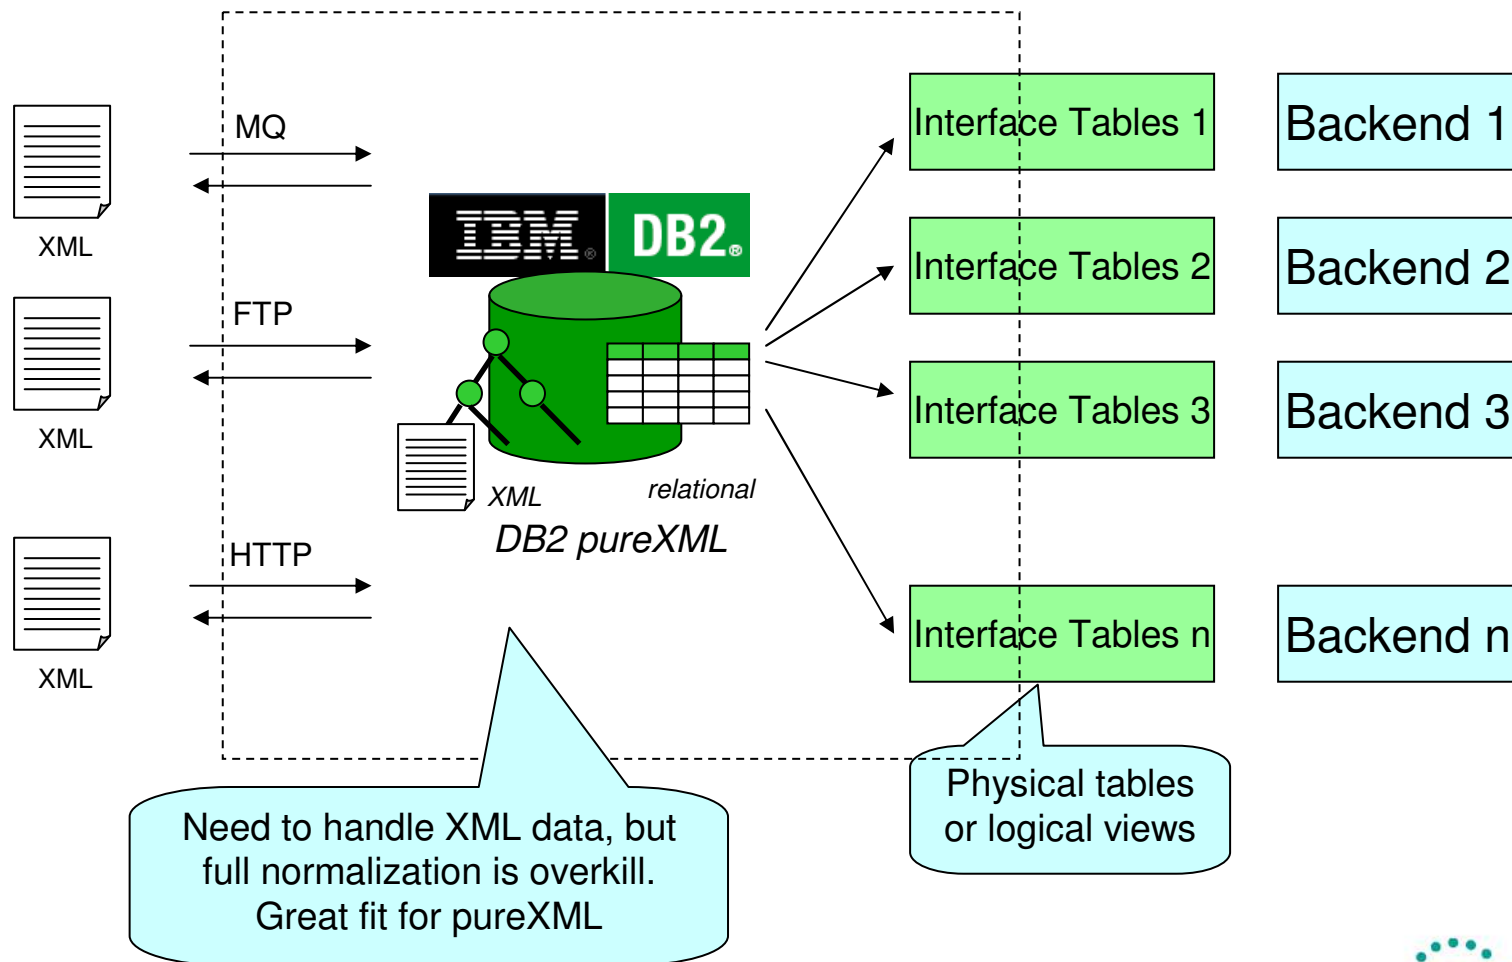 MQ
XML
FTP
XML
HTTP
XML
IBM®
DB2®
XML
relational
DB2 pureXML
Interface Tables 1
Backend 1
Interface Tables 2
Backend 2
Interface Tables 3
Backend 3
Interface Tables n
Backend n
Need to handle XML data, but
full normalization is overkill.
Great fit for pureXML
Physical tables
or logical views